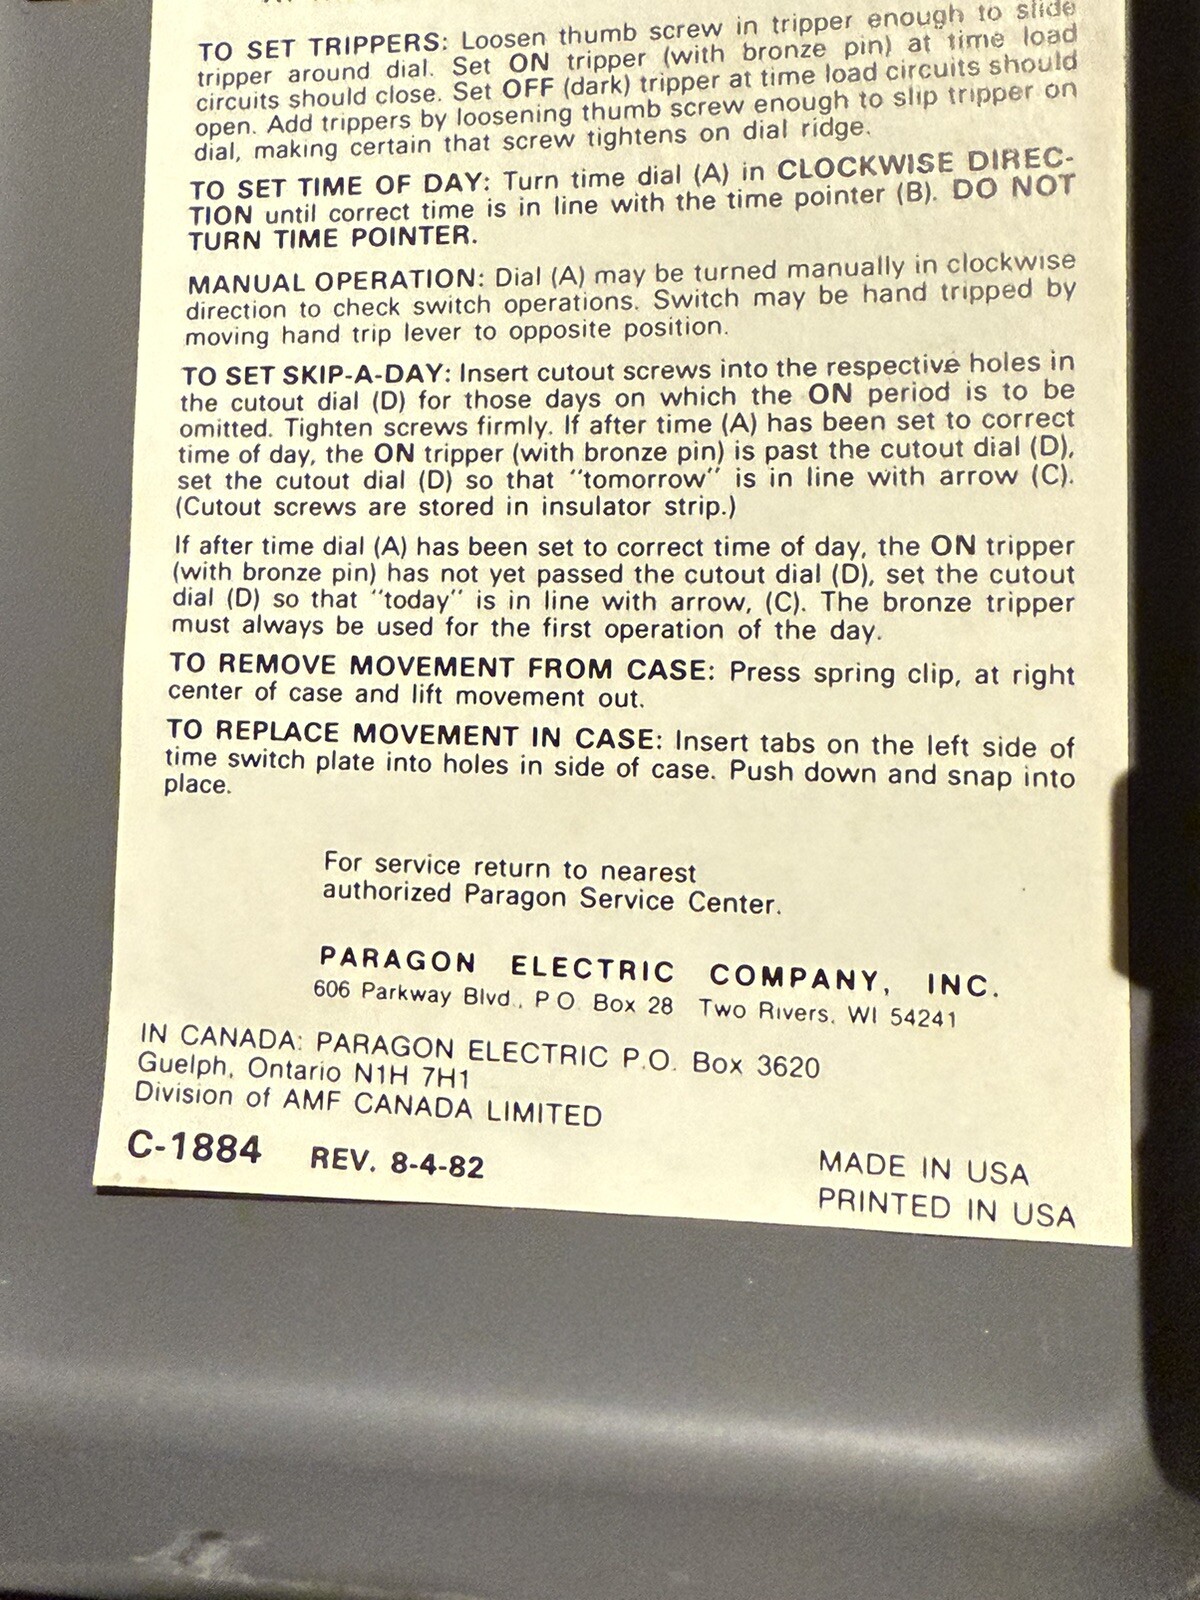 TO SET TRIPPERS: Loosen thumb screw in tripper enough to slide
tripper around dial. Set ON tripper (with bronze pin) at time load
circuits should close. Set OFF (dark) tripper at time load circuits should
open. Add trippers by loosening thumb screw enough to slip tripper on
dial, making certain that screw tightens on dial ridge.
TO SET TIME OF DAY: Turn time dial (A) in CLOCKWISE DIREC-
TION until correct time is in line with the time pointer (B). DO NOT
TURN TIME POINTER.
MANUAL OPERATION: Dial (A) may be turned manually in clockwise
direction to check switch operations. Switch may be hand tripped by
moving hand trip lever to opposite position.
TO SET SKIP-A-DAY: Insert cutout screws into the respective holes in
the cutout dial (D) for those days on which the ON period is to be
omitted. Tighten screws firmly. If after time (A) has been set to correct
time of day, the ON tripper (with bronze pin) is past the cutout dial (D),
set the cutout dial (D) so that "tomorrow" is in line with arrow (C).
(Cutout screws are stored in insulator strip.)
If after time dial (A) has been set to correct time of day, the ON tripper
(with bronze pin) has not yet passed the cutout dial (D), set the cutout
dial (D) so that "today" is in line with arrow, (C). The bronze tripper
must always be used for the first operation of the day.
TO REMOVE MOVEMENT FROM CASE: Press spring clip, at right
center of case and lift movement out.
TO REPLACE MOVEMENT IN CASE: Insert tabs on the left side of
time switch plate into holes in side of case. Push down and snap into
place.
For service return to nearest
authorized Paragon Service Center.
PARAGON ELECTRIC COMPANY, INC.
606 Parkway Blvd., P.O. Box 28 Two Rivers, WI 54241
IN CANADA: PARAGON ELECTRIC P.O. Box 3620
Guelph, Ontario N1H 7H1
Division of AMF CANADA LIMITED
C-1884 REV. 8-4-82
MADE IN USA
PRINTED IN USA